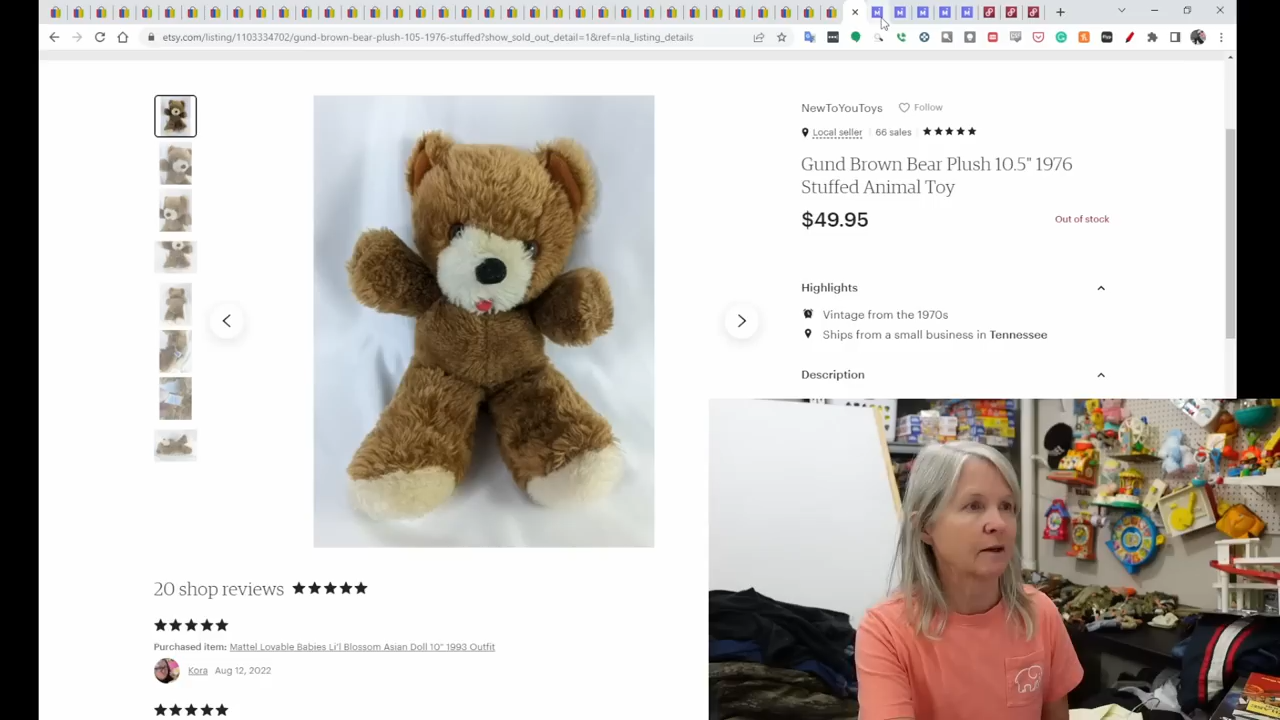 etsy.com/listing/1103334702/gund-brown-bear-plush-105-1976-stuffed?show_sold_out_detail=1&ref=nla_listing_details
NewToYouToys Follow
Local seller 66 sales ★★★★★
Gund Brown Bear Plush 10.5" 1976
Stuffed Animal Toy
$49.95 Out of stock
Highlights
Vintage from the 1970s
Ships from a small business in Tennessee
Description
20 shop reviews ★★★★★
★★★★★
Purchased item: Mattel Lovable Babies Li'l Blossom Asian Doll 10" 1993 Outfit
Kora Aug 12, 2022
★★★★★